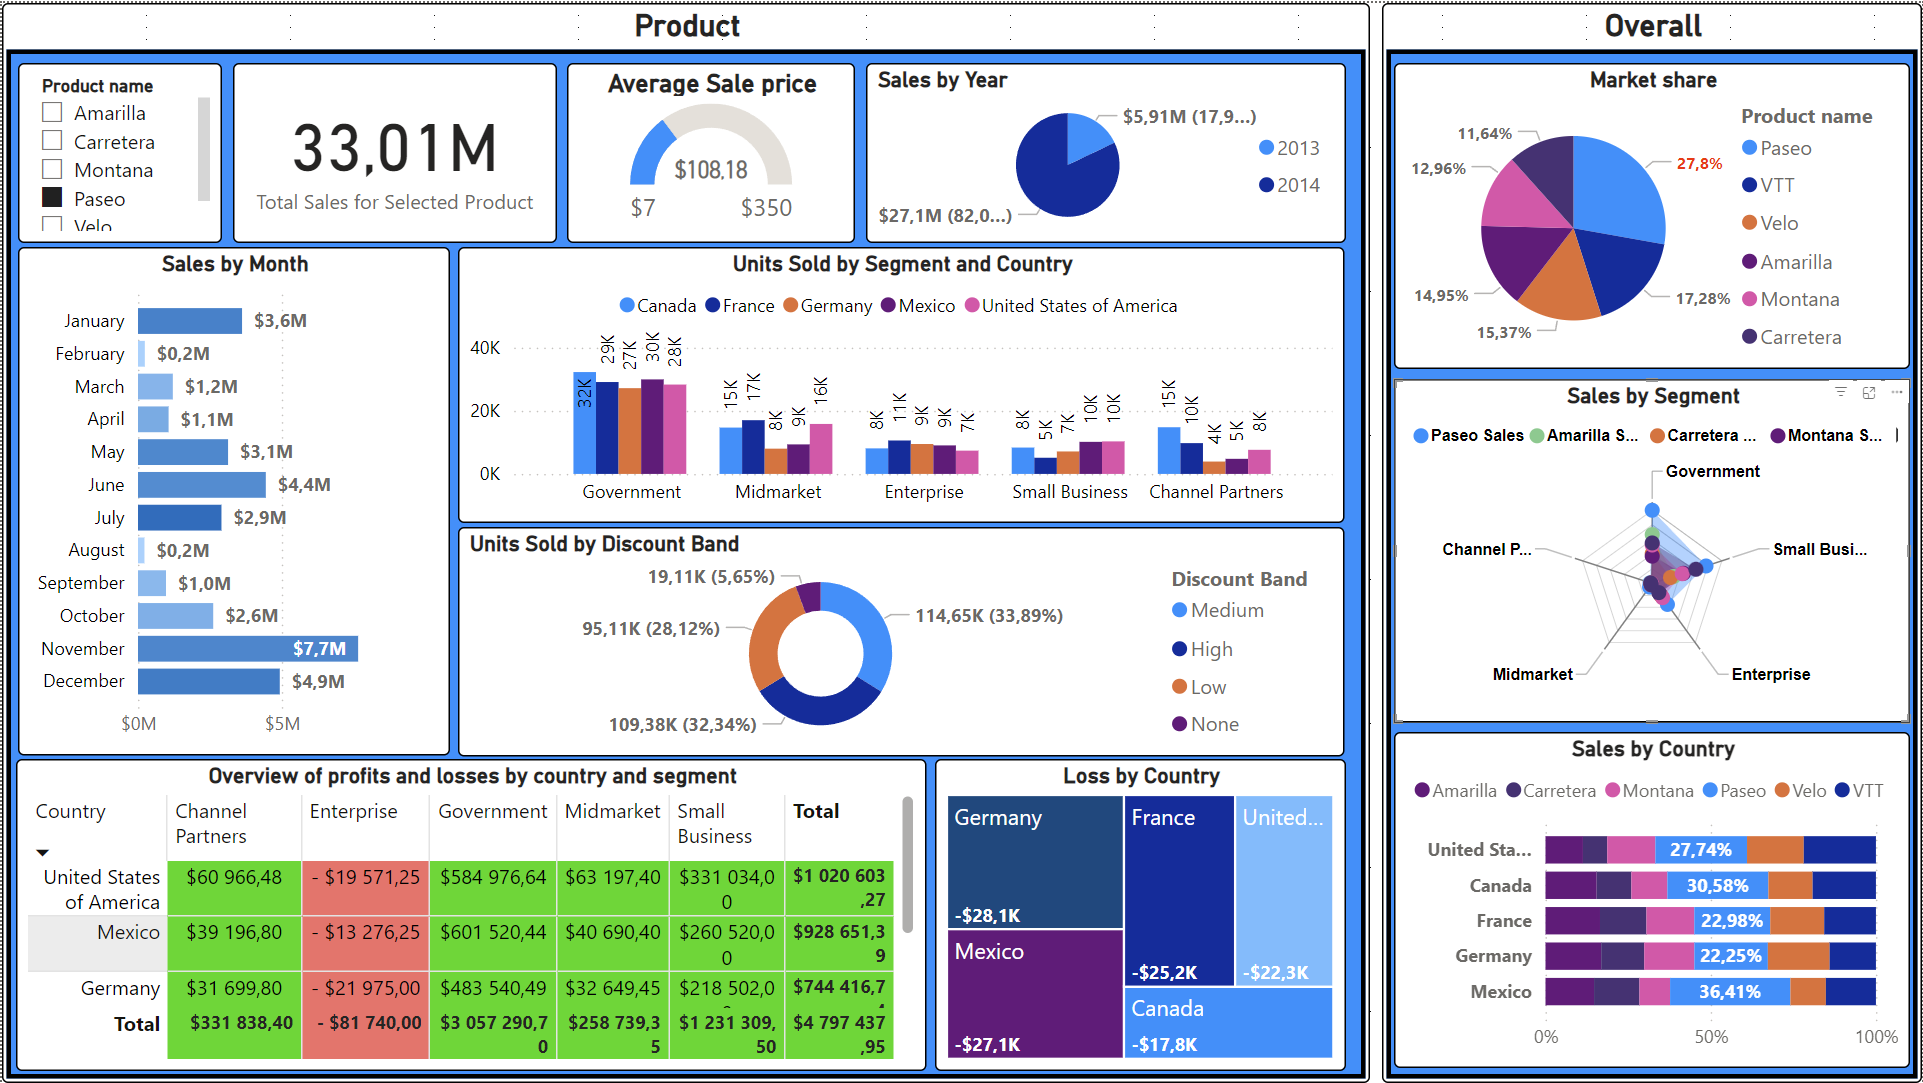 Product
Overall
Product name
Amarilla
Carretera
Montana
Paseo
Velo
33,01M
Total Sales for Selected Product
Average Sale price
$108,18
$7
$350
Sales by Year
$5,91M (17,9...)
$27,1M (82,0...)
2013
2014
Market share
11,64%
12,96%
14,95%
15,37%
17,28%
27,8%
Product name
Paseo
VTT
Velo
Amarilla
Montana
Carretera
Sales by Month
January $3,6M
February $0,2M
March $1,2M
April $1,1M
May $3,1M
June $4,4M
July $2,9M
August $0,2M
September $1,0M
October $2,6M
November $7,7M
December $4,9M
$0M $5M
Units Sold by Segment and Country
Canada France Germany Mexico United States of America
40K
20K
0K
32K 29K 27K 30K 28K
15K 17K 8K 9K 16K
8K 11K 9K 9K 7K
8K 5K 7K 10K 10K
15K 10K 4K 5K 8K
Government Midmarket Enterprise Small Business Channel Partners
Units Sold by Discount Band
19,11K (5,65%)
95,11K (28,12%)
114,65K (33,89%)
109,38K (32,34%)
Discount Band
Medium
High
Low
None
Sales by Segment
Paseo Sales Amarilla S... Carretera ... Montana S...
Government
Channel P...
Small Busi...
Midmarket
Enterprise
Overview of profits and losses by country and segment
Country Channel Partners Enterprise Government Midmarket Small Business Total
United States of America $60 966,48 - $19 571,25 $584 976,64 $63 197,40 $331 034,00 $1 020 603,27
Mexico $39 196,80 - $13 276,25 $601 520,44 $40 690,40 $260 520,00 $928 651,39
Germany $31 699,80 - $21 975,00 $483 540,49 $32 649,45 $218 502,0 $744 416,7
Total $331 838,40 - $81 740,00 $3 057 290,70 $258 739,35 $1 231 309,50 $4 797 437,95
Loss by Country
Germany
-$28,1K
Mexico
-$27,1K
France
-$25,2K
United...
-$22,3K
Canada
-$17,8K
Sales by Country
Amarilla Carretera Montana Paseo Velo VTT
United Sta... 27,74%
Canada 30,58%
France 22,98%
Germany 22,25%
Mexico 36,41%
0% 50% 100%